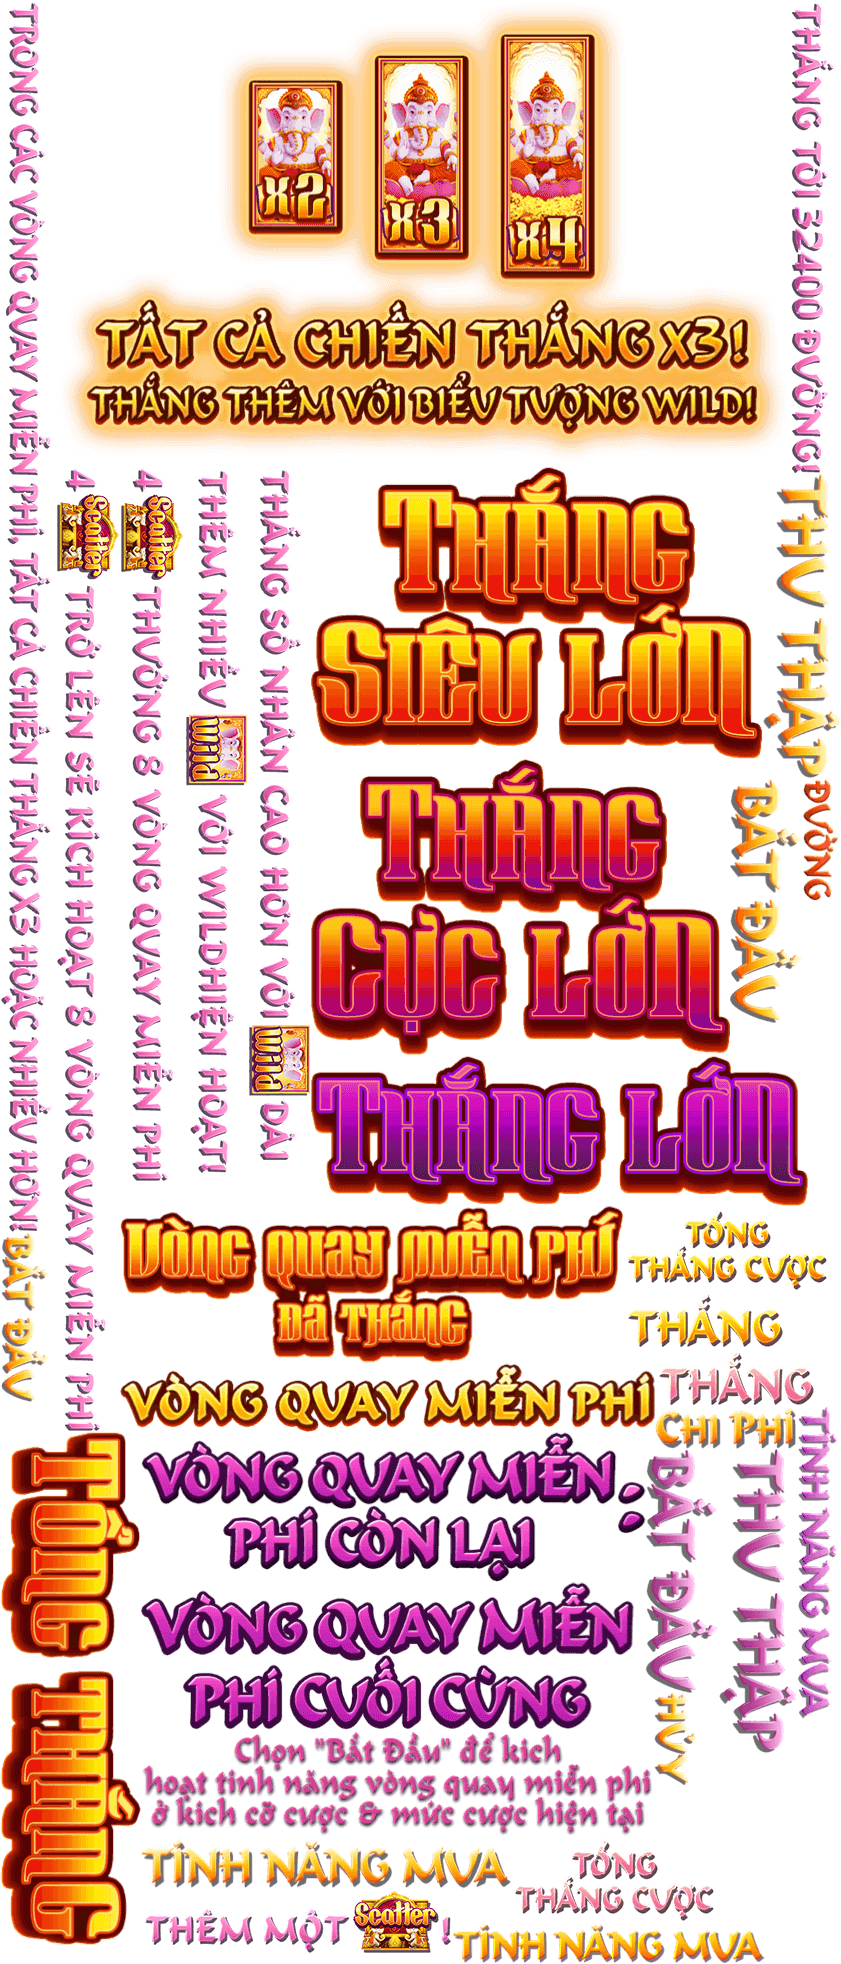 x2
x3
x4
TẤT CẢ CHIẾN THẮNG X3!
THẮNG THÊM VỚI BIỂU TƯỢNG WILD!
TRONG CÁC VÒNG QUAY MIỄN PHÍ, TẤT CẢ CHIẾN THẮNG X3 HOẶC NHIỀU HƠN!
BẮT ĐẦU
4 Scatter TRỞ LÊN SẼ KÍCH HOẠT 8 VÒNG QUAY MIỄN PHÍ
4 Scatter THƯỞNG 8 VÒNG QUAY MIỄN PHÍ
THÊM NHIỀU Wild VỚI WILDHIỆN HOẠT!
THẮNG SỐ NHÂN CAO HƠN VỚI Wild DÀI
THẮNG TỚI 32400 ĐƯỜNG!
THU THẬP
ĐƯỜNG
BẮT ĐẦU
THẮNG
SIÊU LỚN
THẮNG
CỰC LỚN
THẮNG LỚN
VÒNG QUAY MIỄN PHÍ
ĐÃ THẮNG
TỔNG
THẮNG CƯỢC
THẮNG
VÒNG QUAY MIỄN PHÍ
THẮNG
CHI PHÍ
TỔNG THẮNG
VÒNG QUAY MIỄN
PHÍ CÒN LẠI
:
BẮT ĐẦU
HỦY
THU THẬP
TÍNH NĂNG MUA
VÒNG QUAY MIỄN
PHÍ CUỐI CÙNG
Chọn "Bắt Đầu" để kích
hoạt tính năng vòng quay miễn phí
ở kích cỡ cược & mức cược hiện tại
TÍNH NĂNG MUA
TỔNG
THẮNG CƯỢC
THÊM MỘT Scatter !
TÍNH NĂNG MUA